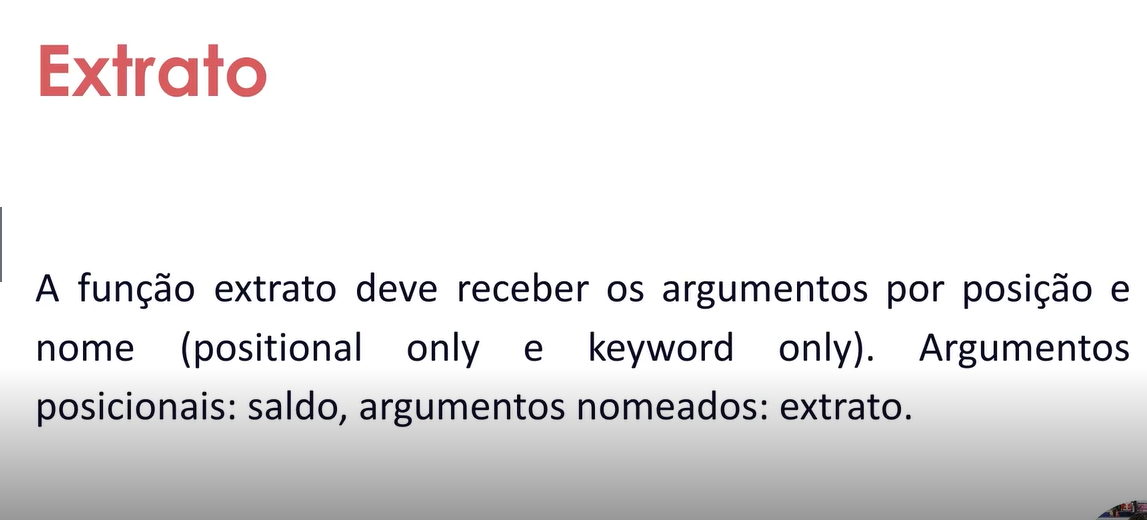 Extrato
A função extrato deve receber os argumentos por posição e
nome (positional only e keyword only). Argumentos
posicionais: saldo, argumentos nomeados: extrato.